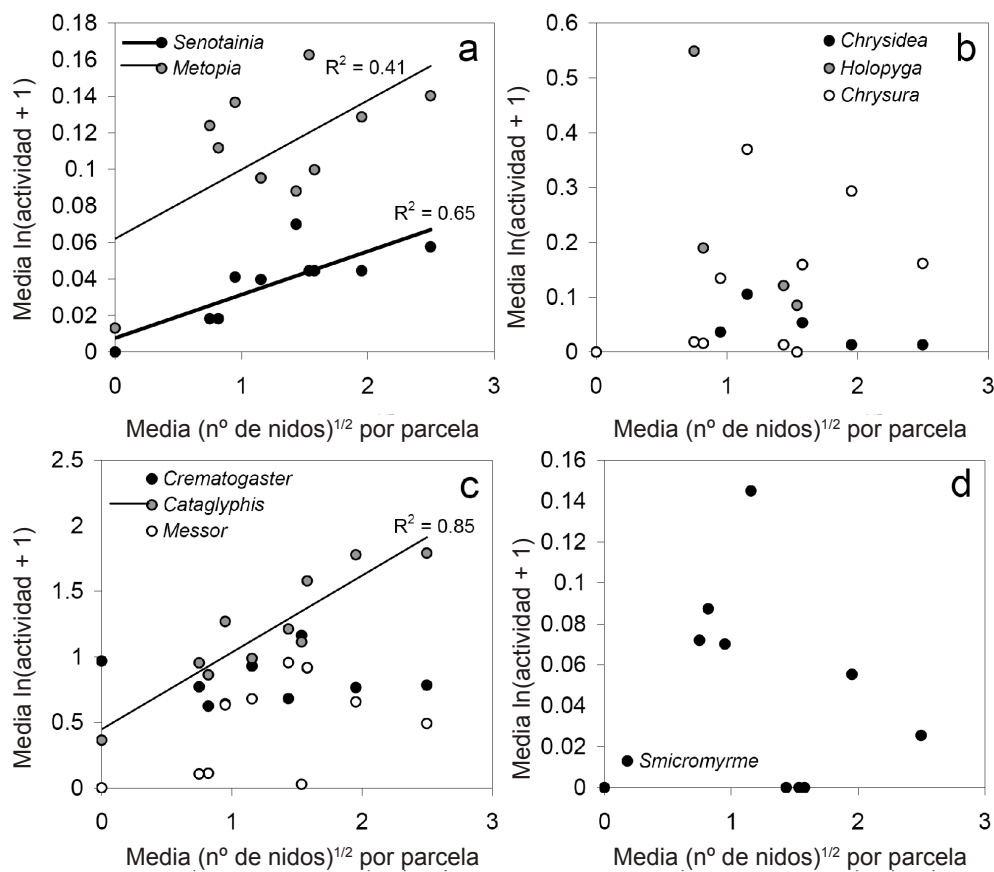 0.18
0.16
0.14
0.12
0.1
0.08
0.06
0.04
0.02
0
Media ln(actividad + 1)
Senotainia
Metopia
a
R² = 0.41
R² = 0.65
0 1 2 3
Media (nº de nidos)1/2 por parcela
0.6
0.5
0.4
0.3
0.2
0.1
0
Media ln(actividad + 1)
Chrysidea
Holopyga
Chrysura
b
0 1 2 3
Media (nº de nidos)1/2 por parcela
2.5
2
1.5
1
0.5
0
Media ln(actividad + 1)
Crematogaster
Cataglyphis
Messor
c
R² = 0.85
0 1 2 3
Media (nº de nidos)1/2 por parcela
0.16
0.14
0.12
0.1
0.08
0.06
0.04
0.02
0
Media ln(actividad + 1)
d
Smicromyrme
0 1 2 3
Media (nº de nidos)1/2 por parcela